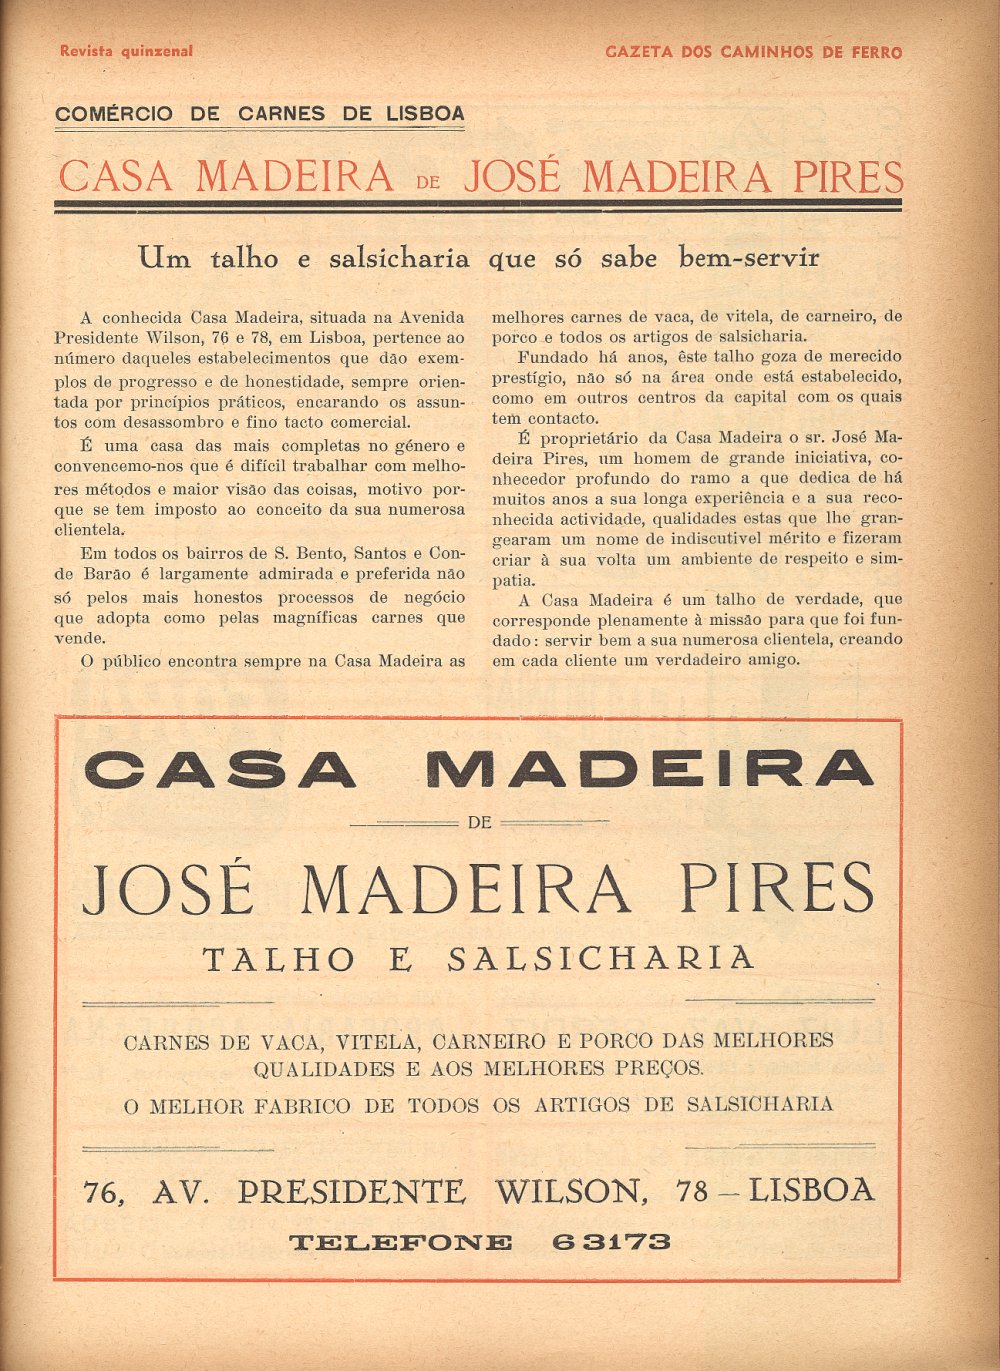 Revista quinzenal
GAZETA DOS CAMINHOS DE FERRO
COMÉRCIO DE CARNES DE LISBOA
CASA MADEIRA DE JOSÉ MADEIRA PIRES
Um talho e salsicharia que só sabe bem-servir
A conhecida Casa Madeira, situada na Avenida
Presidente Wilson, 76 e 78, em Lisboa, pertence ao
número daqueles estabelecimentos que dão exem-
plos de progresso e de honestidade, sempre orien-
tada por princípios práticos, encarando os assun-
tos com desassombro e fino tacto comercial.
É uma casa das mais completas no género e
convencemo-nos que é difícil trabalhar com melho-
res métodos e maior visão das coisas, motivo por-
que se tem imposto ao conceito da sua numerosa
clientela.
Em todos os bairros de S. Bento, Santos e Con-
de Barão é largamente admirada e preferida não
só pelos mais honestos processos de negócio
que adopta como pelas magníficas carnes que
vende.
O público encontra sempre na Casa Madeira as
melhores carnes de vaca, de vitela, de carneiro, de
porco e todos os artigos de salsicharia.
Fundado há anos, êste talho goza de merecido
prestígio, não só na área onde está estabelecido,
como em outros centros da capital com os quais
tem contacto.
É proprietário da Casa Madeira o sr. José Ma-
deira Pires, um homem de grande iniciativa, co-
nhecedor profundo do ramo a que dedica de há
muitos anos a sua longa experiência e a sua reco-
nhecida actividade, qualidades estas que lhe gran-
gearam um nome de indiscutivel mérito e fizeram
criar à sua volta um ambiente de respeito e sim-
patia.
A Casa Madeira é um talho de verdade, que
corresponde plenamente à missão para que foi fun-
dado: servir bem a sua numerosa clientela, creando
em cada cliente um verdadeiro amigo.
CASA MADEIRA
DE
JOSÉ MADEIRA PIRES
TALHO E SALSICHARIA
CARNES DE VACA, VITELA, CARNEIRO E PORCO DAS MELHORES
QUALIDADES E AOS MELHORES PREÇOS.
O MELHOR FABRICO DE TODOS OS ARTIGOS DE SALSICHARIA
76, AV. PRESIDENTE WILSON, 78 — LISBOA
TELEFONE 63173